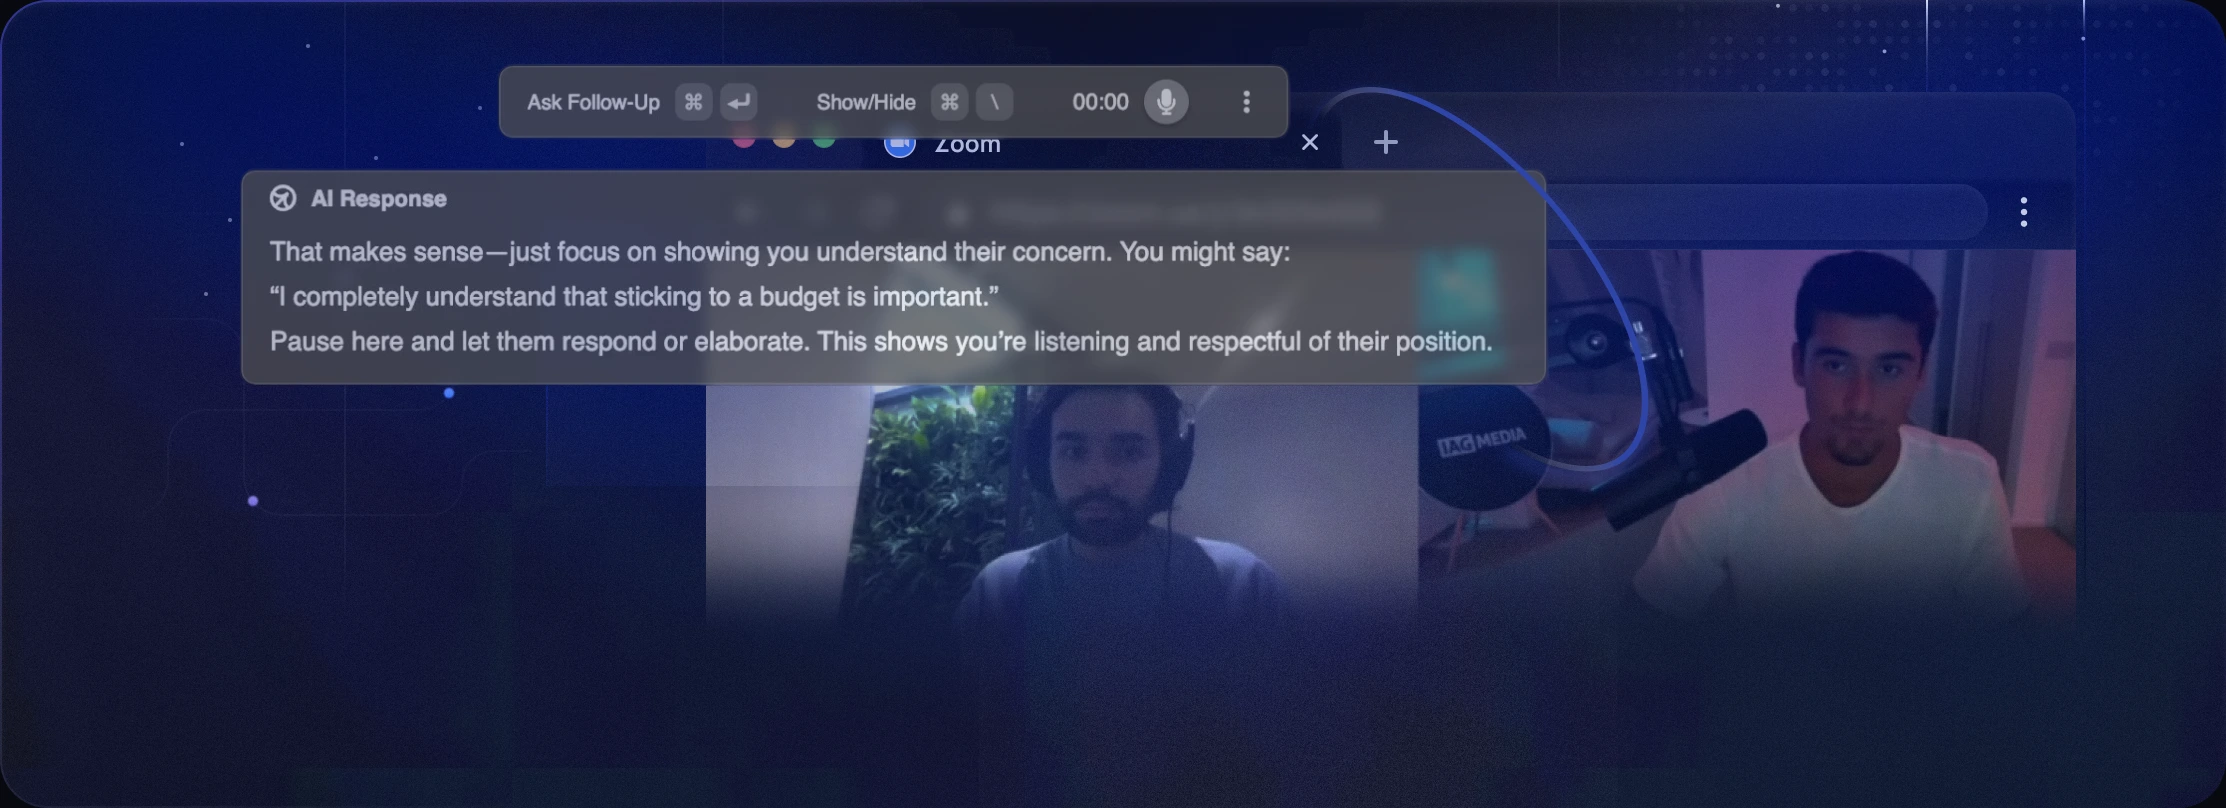 Ask Follow-Up ⌘ ↵ Show/Hide ⌘ \ 00:00
Zoom
AI Response
That makes sense—just focus on showing you understand their concern. You might say:
“I completely understand that sticking to a budget is important.”
Pause here and let them respond or elaborate. This shows you’re listening and respectful of their position.
IAG MEDIA